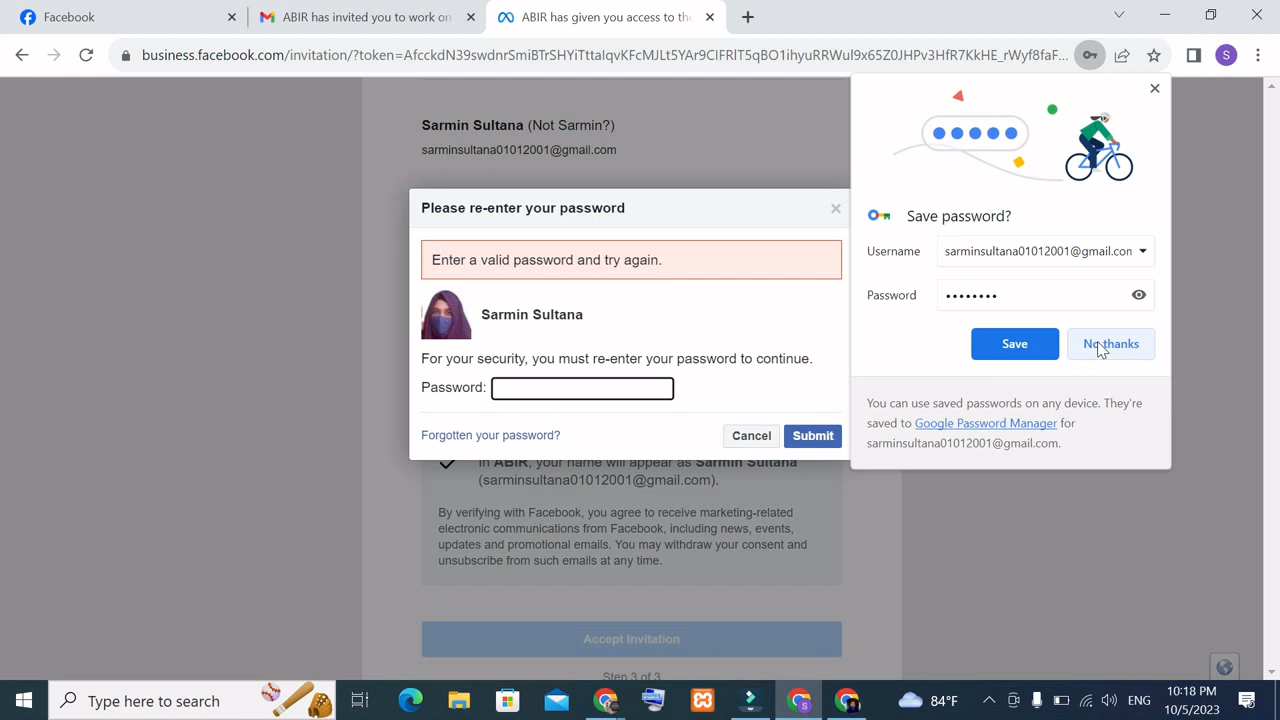 Facebook
ABIR has invited you to work on
ABIR has given you access to the
business.facebook.com/invitation/?token=AfcckdN39swdnrSmiBTrSHYiTttaIqvKFcMJLt5YAr9CIFRIT5qBO1ihyuRRWul9x65Z0JHPv3HfR7KkHE_rWyf8faF...
S
Sarmin Sultana (Not Sarmin?)
sarminsultana01012001@gmail.com
Please re-enter your password
Enter a valid password and try again.
Sarmin Sultana
For your security, you must re-enter your password to continue.
Password:
Forgotten your password?
Cancel
Submit
In ABIR, your name will appear as Sarmin Sultana
(sarminsultana01012001@gmail.com).
By verifying with Facebook, you agree to receive marketing-related
electronic communications from Facebook, including news, events,
updates and promotional emails. You may withdraw your consent and
unsubscribe from such emails at any time.
Accept Invitation
Step 3 of 3
Save password?
Username
sarminsultana01012001@gmail.con
Password
Save
No thanks
You can use saved passwords on any device. They're
saved to Google Password Manager for
sarminsultana01012001@gmail.com.
Type here to search
84°F
ENG
10:18 PM
10/5/2023